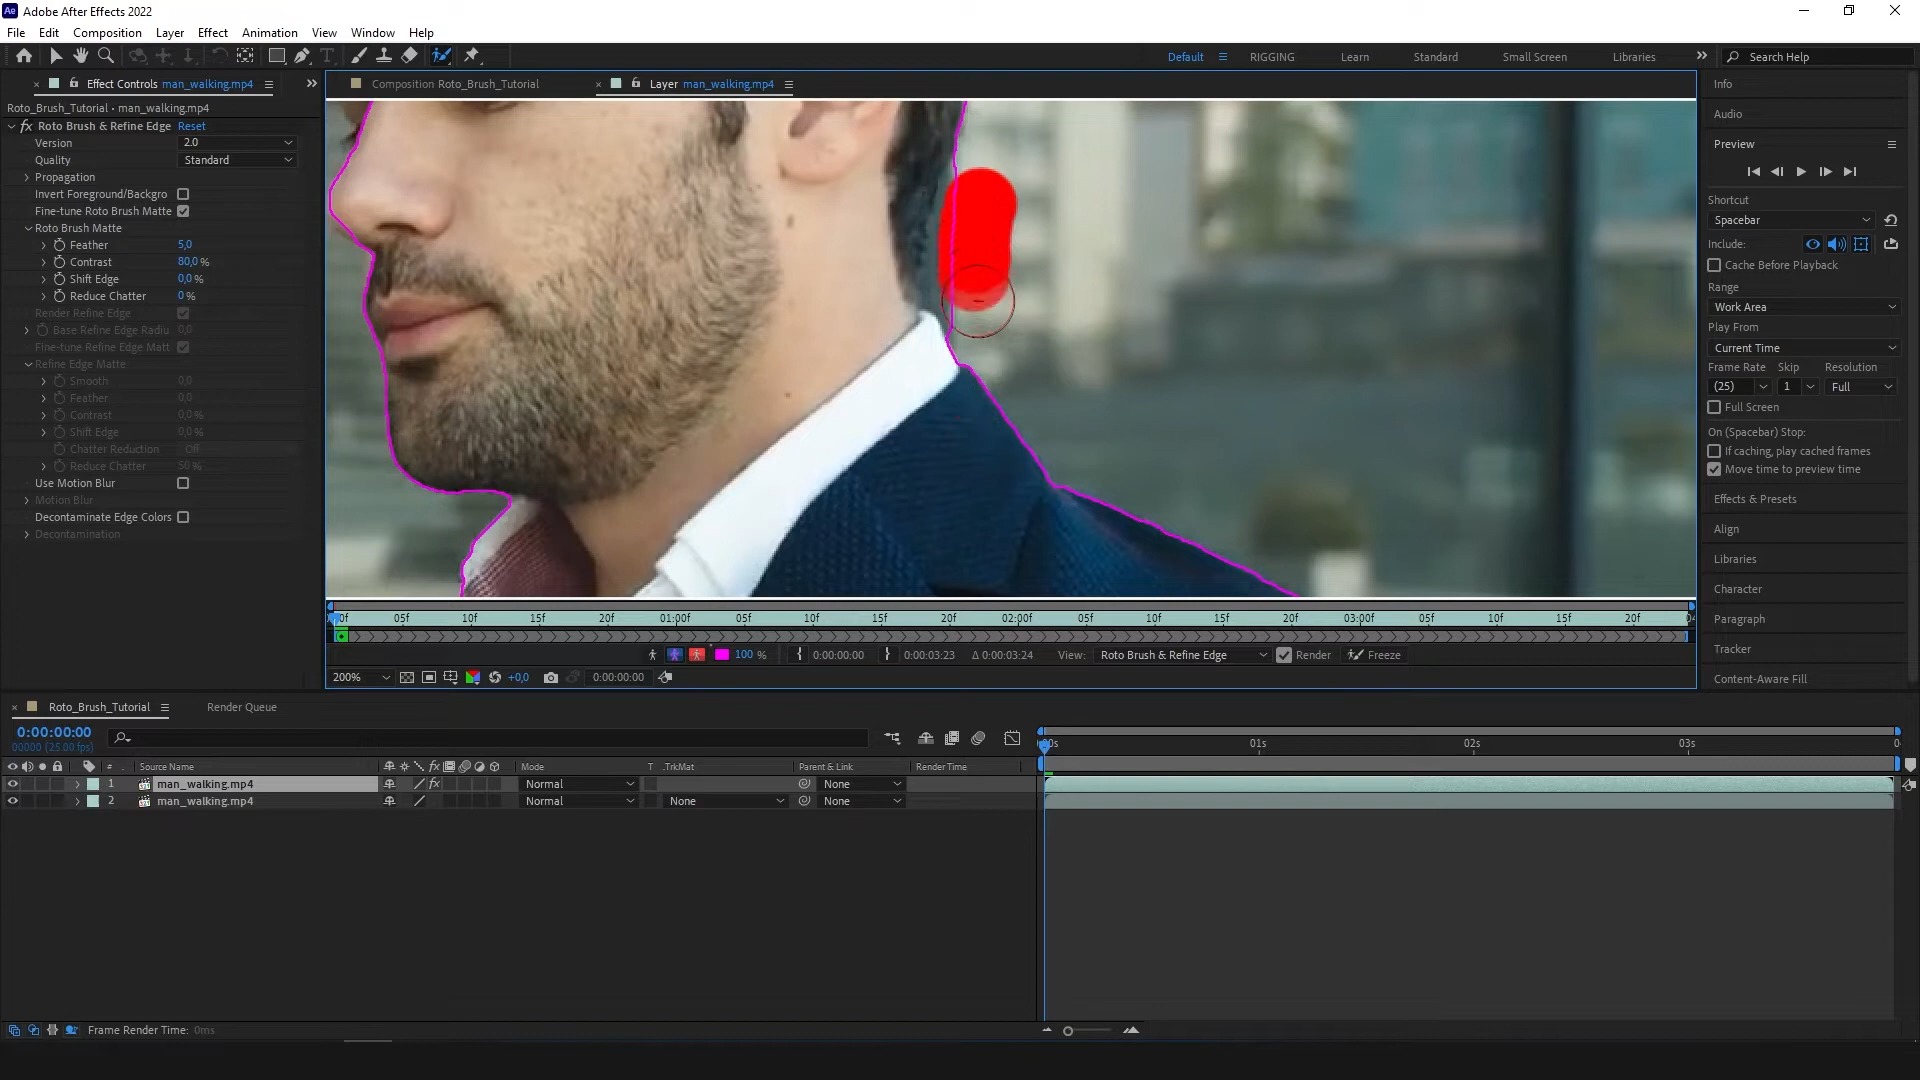 Ae Adobe After Effects 2022
File Edit Composition Layer Effect Animation View Window Help
Default RIGGING Learn Standard Small Screen Libraries Search Help
Effect Controls man_walking.mp4
Composition Roto_Brush_Tutorial
Layer man_walking.mp4
Roto_Brush_Tutorial • man_walking.mp4
fx Roto Brush & Refine Edge Reset
Version 2.0
Quality Standard
Propagation
Invert Foreground/Backgro
Fine-tune Roto Brush Matte
Roto Brush Matte
Feather 5,0
Contrast 80,0 %
Shift Edge 0,0 %
Reduce Chatter 0 %
Render Refine Edge
Base Refine Edge Radiu 0,0
Fine-tune Refine Edge Matt
Refine Edge Matte
Smooth 0,0
Feather 0,0
Contrast 0,0 %
Shift Edge 0,0 %
Chatter Reduction Off
Reduce Chatter 50 %
Use Motion Blur
Motion Blur
Decontaminate Edge Colors
Decontamination
05f 10f 15f 20f 01:00f 05f 10f 15f 20f 02:00f 05f 10f 15f 20f 03:00f 05f 10f 15f 20f
100 % 0:00:00:00 0:00:03:23 Δ 0:00:03:24 View: Roto Brush & Refine Edge Render Freeze
200% +0,0 0:00:00:00
Info
Audio
Preview
Shortcut
Spacebar
Include:
Cache Before Playback
Range
Work Area
Play From
Current Time
Frame Rate Skip Resolution
(25) 1 Full
Full Screen
On (Spacebar) Stop:
If caching, play cached frames
Move time to preview time
Effects & Presets
Align
Libraries
Character
Paragraph
Tracker
Content-Aware Fill
Roto_Brush_Tutorial Render Queue
0:00:00:00
00000 (25.00 fps)
01s 02s 03s
# Source Name fx Mode T .TrkMat Parent & Link Render Time
1 man_walking.mp4 fx Normal None
2 man_walking.mp4 Normal None None
Frame Render Time: 0ms